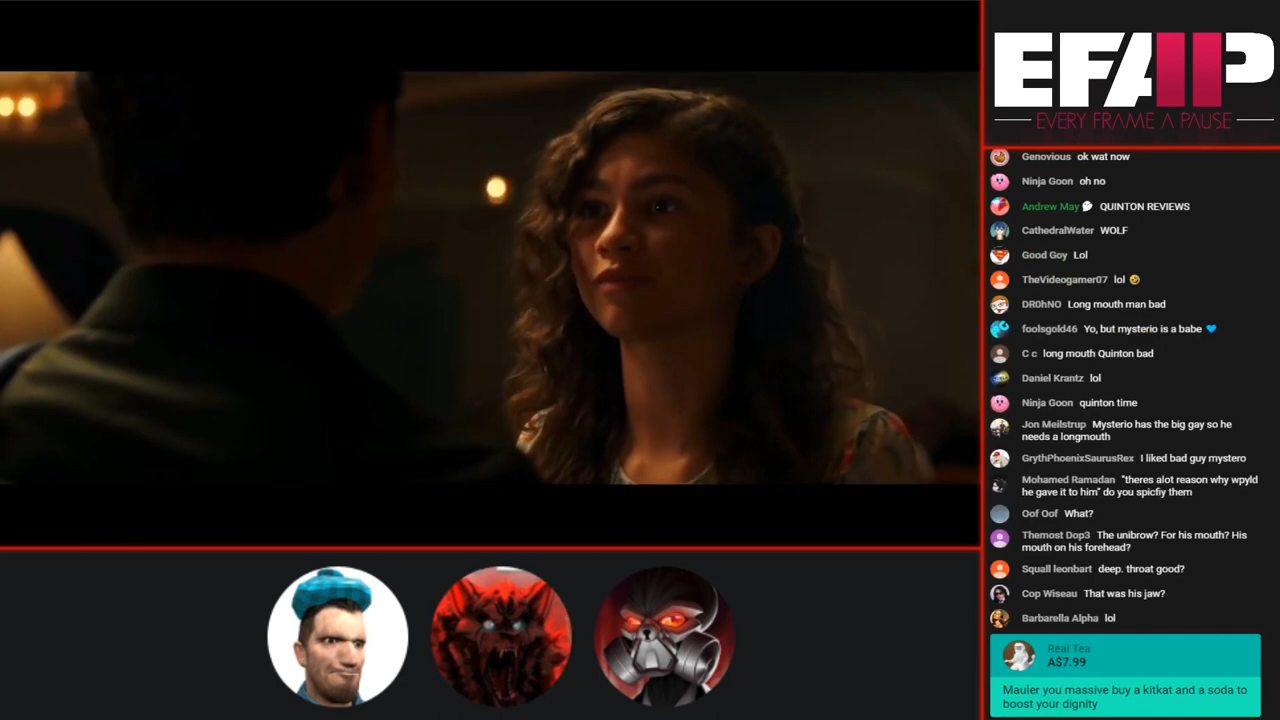 EFAP
EVERY FRAME A PAUSE
Genovious ok wat now
Ninja Goon oh no
Andrew May QUINTON REVIEWS
CathedralWater WOLF
Good Goy Lol
TheVideogamer07 lol 🤣
DR0hNO Long mouth man bad
foolsgold46 Yo, but mysterio is a babe 💙
C c long mouth Quinton bad
Daniel Krantz lol
Ninja Goon quinton time
Jon Meilstrup Mysterio has the big gay so he
needs a longmouth
GrythPhoenixSaurusRex I liked bad guy mystero
Mohamed Ramadan "theres alot reason why wpyld
he gave it to him" do you spicfiy them
Oof Oof What?
Themost Dop3 The unibrow? For his mouth? His
mouth on his forehead?
Squall leonbart deep. throat good?
Cop Wiseau That was his jaw?
Barbarella Alpha lol
Real Tea
A$7.99
Mauler you massive buy a kitkat and a soda to
boost your dignity